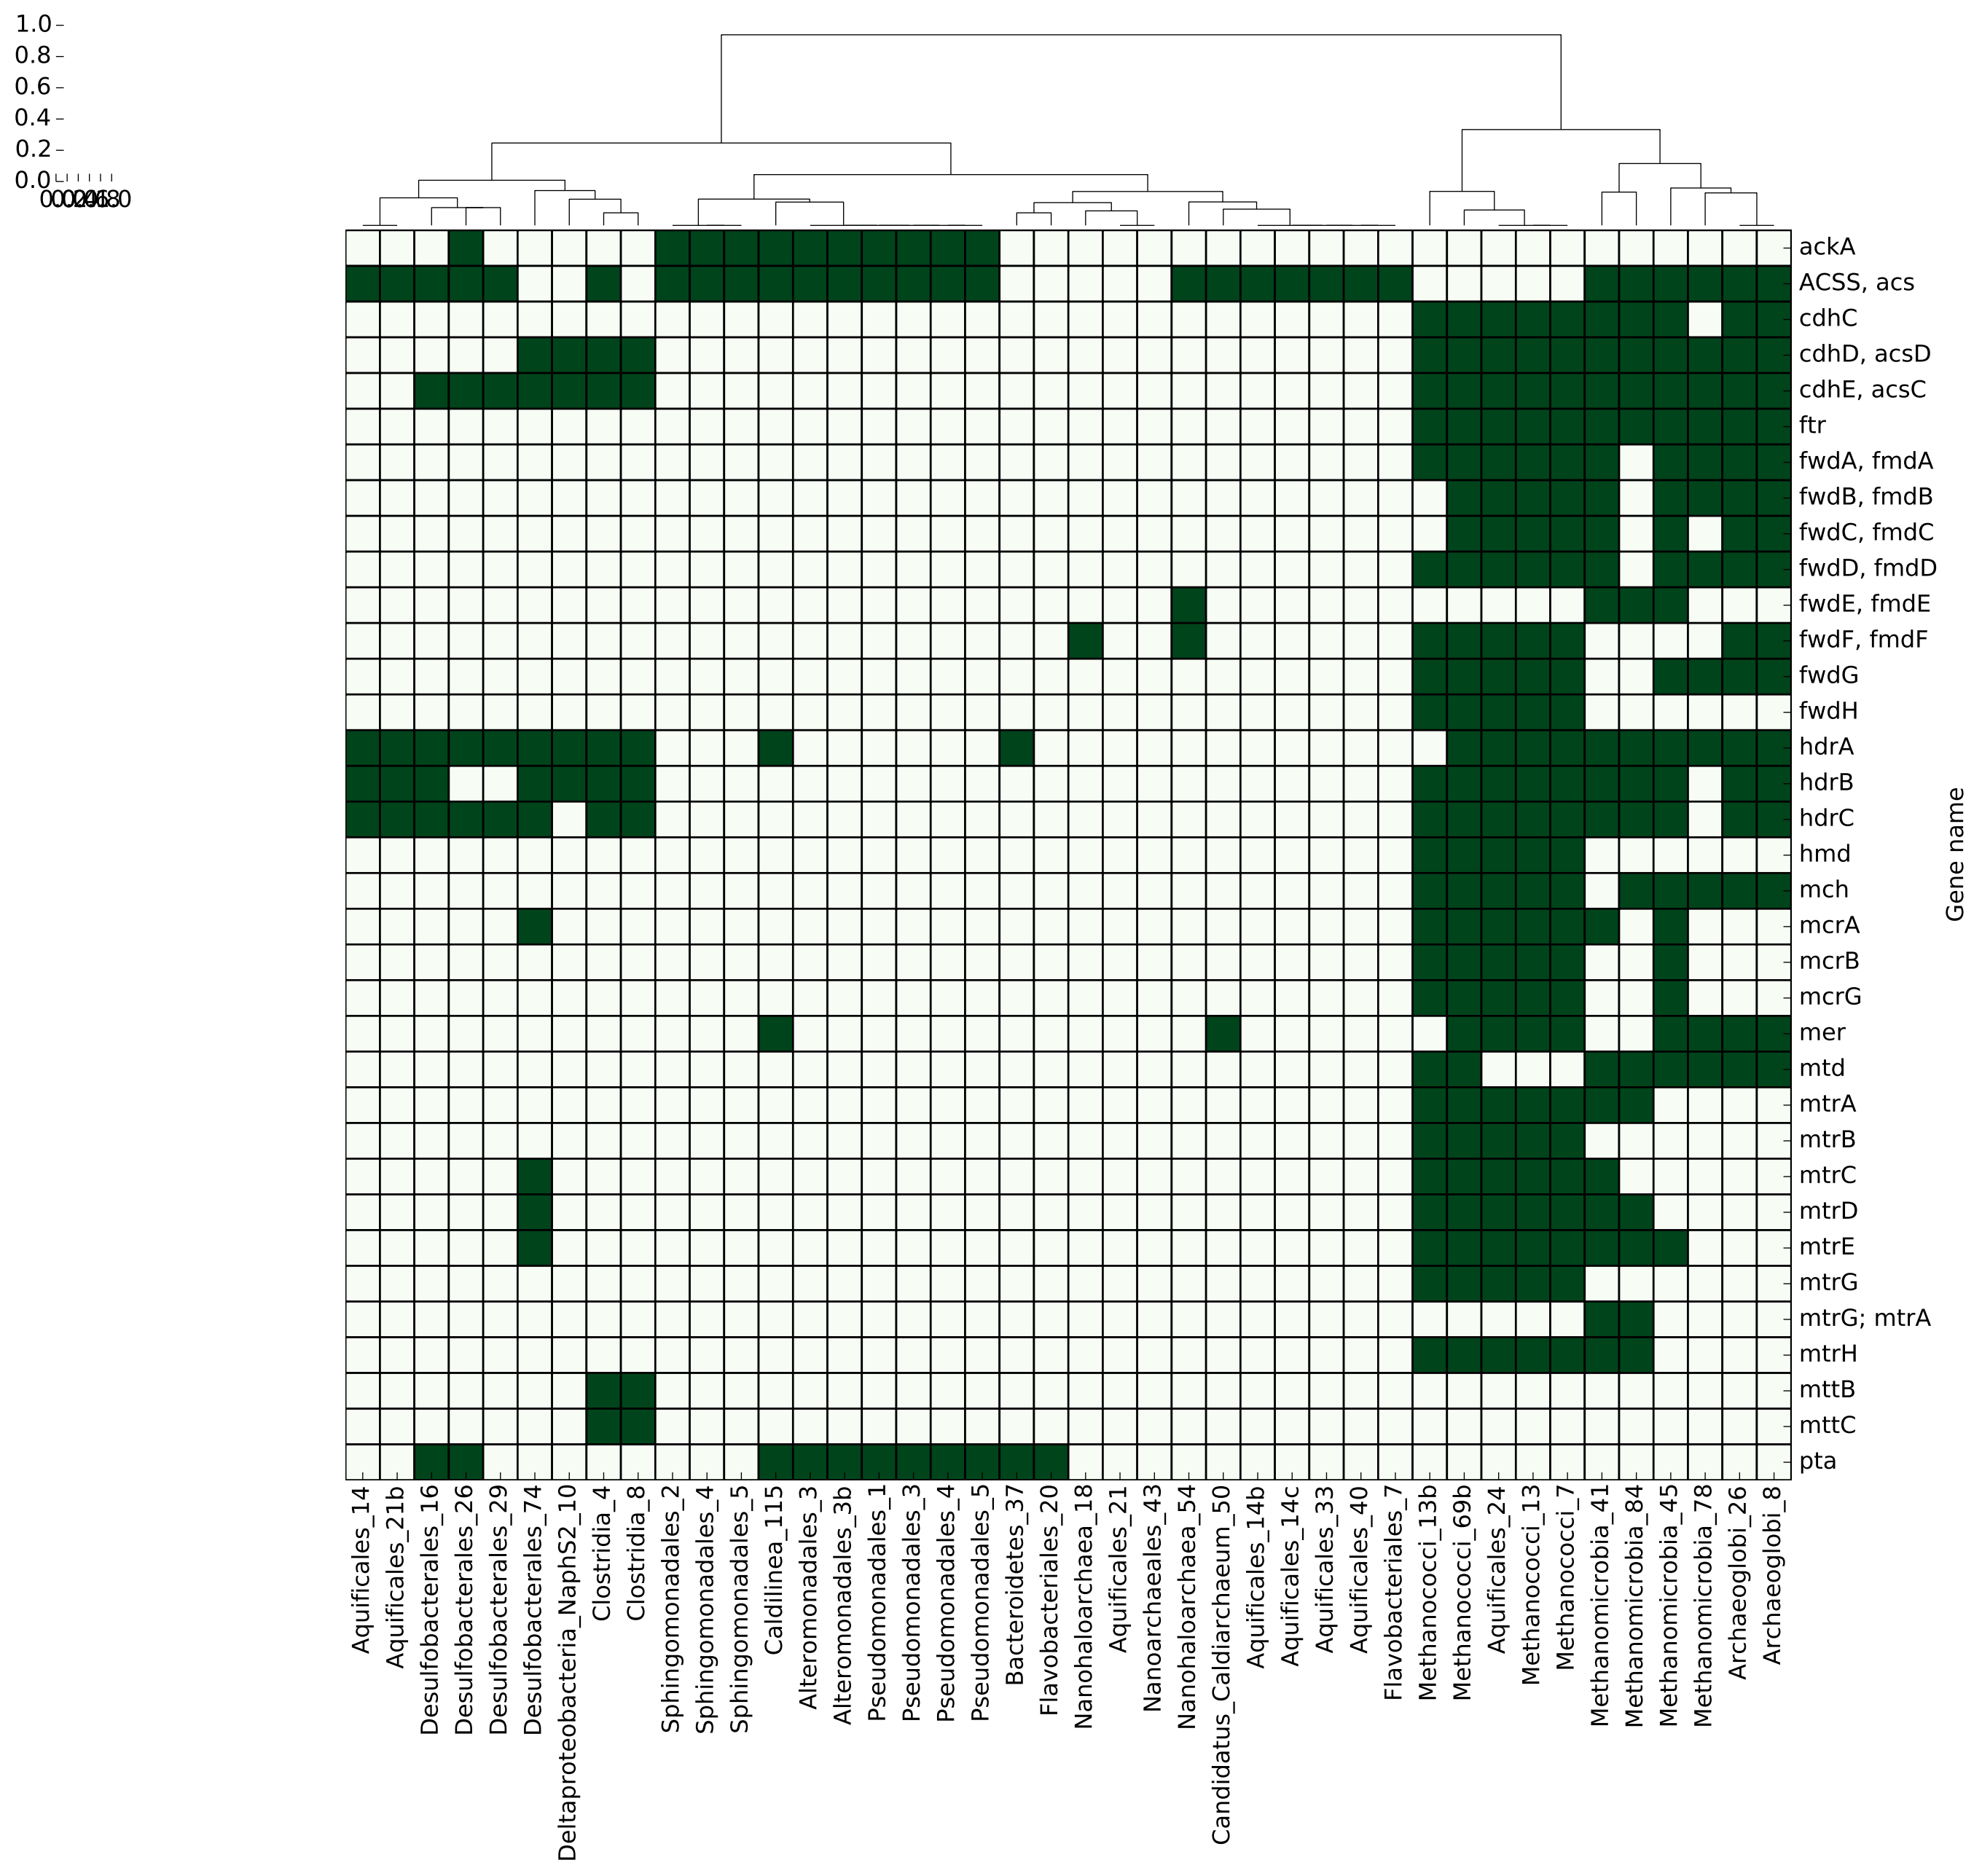 1.0
0.8
0.6
0.4
0.2
0.0
ackA
ACSS, acs
cdhC
cdhD, acsD
cdhE, acsC
ftr
fwdA, fmdA
fwdB, fmdB
fwdC, fmdC
fwdD, fmdD
fwdE, fmdE
fwdF, fmdF
fwdG
fwdH
hdrA
hdrB
hdrC
hmd
mch
mcrA
mcrB
mcrG
mer
mtd
mtrA
mtrB
mtrC
mtrD
mtrE
mtrG
mtrG; mtrA
mtrH
mttB
mttC
pta
Gene name
Aquificales_14
Aquificales_21b
Desulfobacterales_16
Desulfobacterales_26
Desulfobacterales_29
Desulfobacterales_74
Deltaproteobacteria_NaphS2_10
Clostridia_4
Clostridia_8
Sphingomonadales_2
Sphingomonadales_4
Sphingomonadales_5
Caldilinea_115
Alteromonadales_3
Alteromonadales_3b
Pseudomonadales_1
Pseudomonadales_3
Pseudomonadales_4
Pseudomonadales_5
Bacteroidetes_37
Flavobacteriales_20
Nanohaloarchaea_18
Aquificales_21
Nanoarchaeales_43
Nanohaloarchaea_54
Candidatus_Caldiarchaeum_50
Aquificales_14b
Aquificales_14c
Aquificales_33
Aquificales_40
Flavobacteriales_7
Methanococci_13b
Methanococci_69b
Aquificales_24
Methanococci_13
Methanococci_7
Methanomicrobia_41
Methanomicrobia_84
Methanomicrobia_45
Methanomicrobia_78
Archaeoglobi_26
Archaeoglobi_8